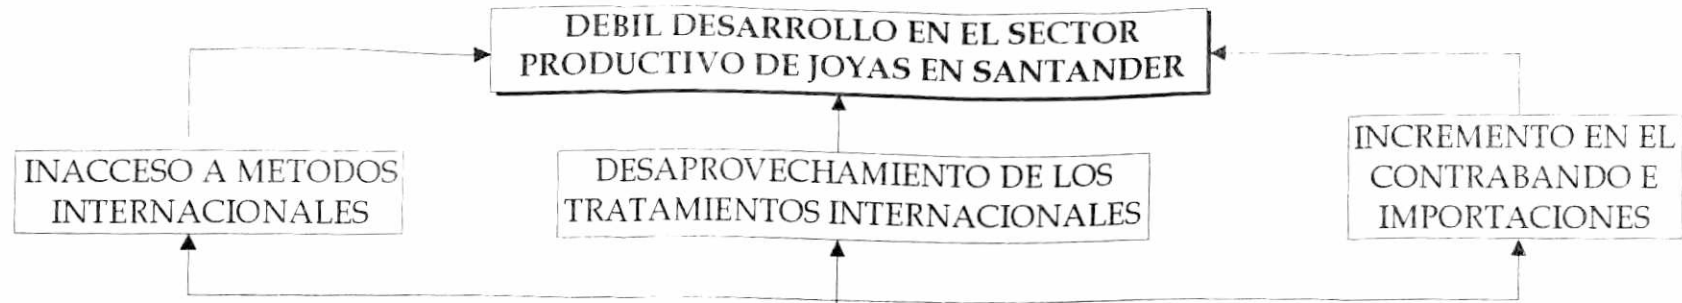 DEBIL DESARROLLO EN EL SECTOR
PRODUCTIVO DE JOYAS EN SANTANDER
INACCESO A METODOS
INTERNACIONALES
DESAPROVECHAMIENTO DE LOS
TRATAMIENTOS INTERNACIONALES
INCREMENTO EN EL
CONTRABANDO E
IMPORTACIONES